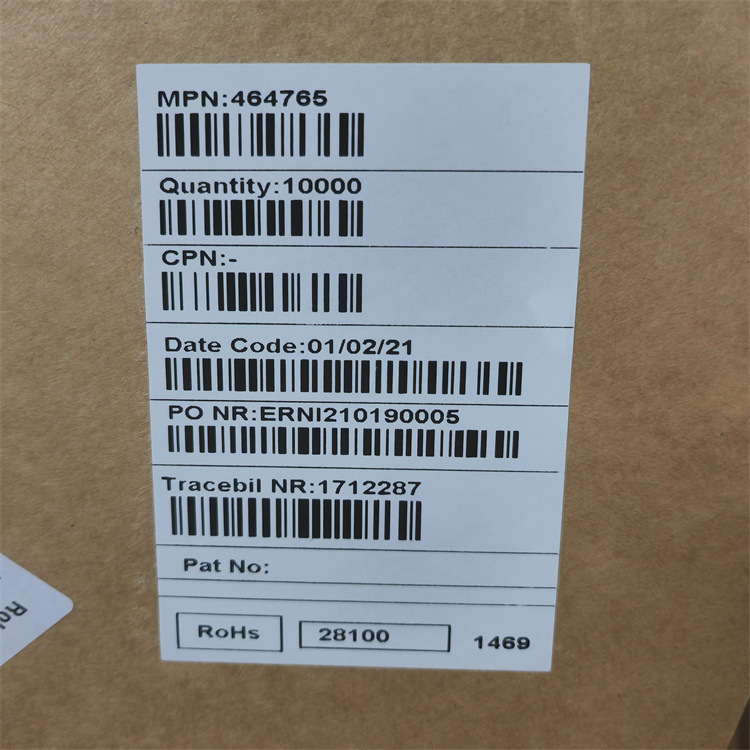 MPN:464765
Quantity:10000
CPN:-
Date Code:01/02/21
PO NR:ERNI210190005
Tracebil NR:1712287
Pat No:
RoHs 28100 1469